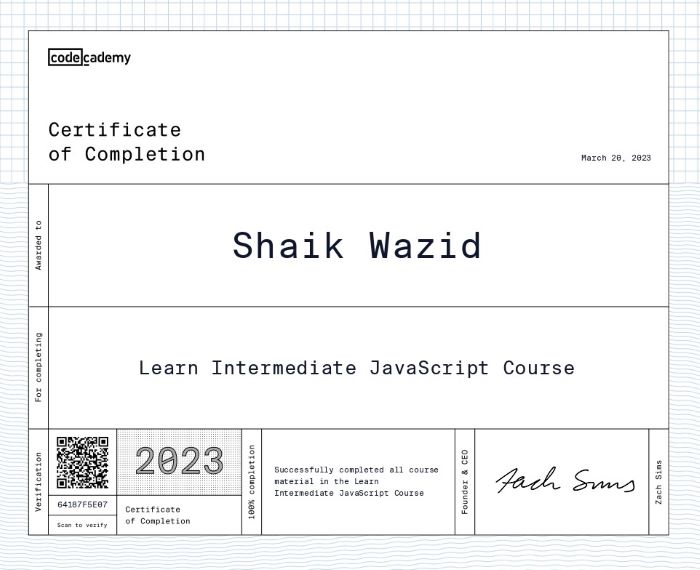 codecademy
Certificate
of Completion
March 20, 2023
Awarded to
Shaik Wazid
For completing
Learn Intermediate JavaScript Course
Verification
64187F5E07
Scan to verify
2023
Certificate
of Completion
100% completion
Successfully completed all course
material in the Learn
Intermediate JavaScript Course
Founder & CEO
Zach Sims
Zach Sims